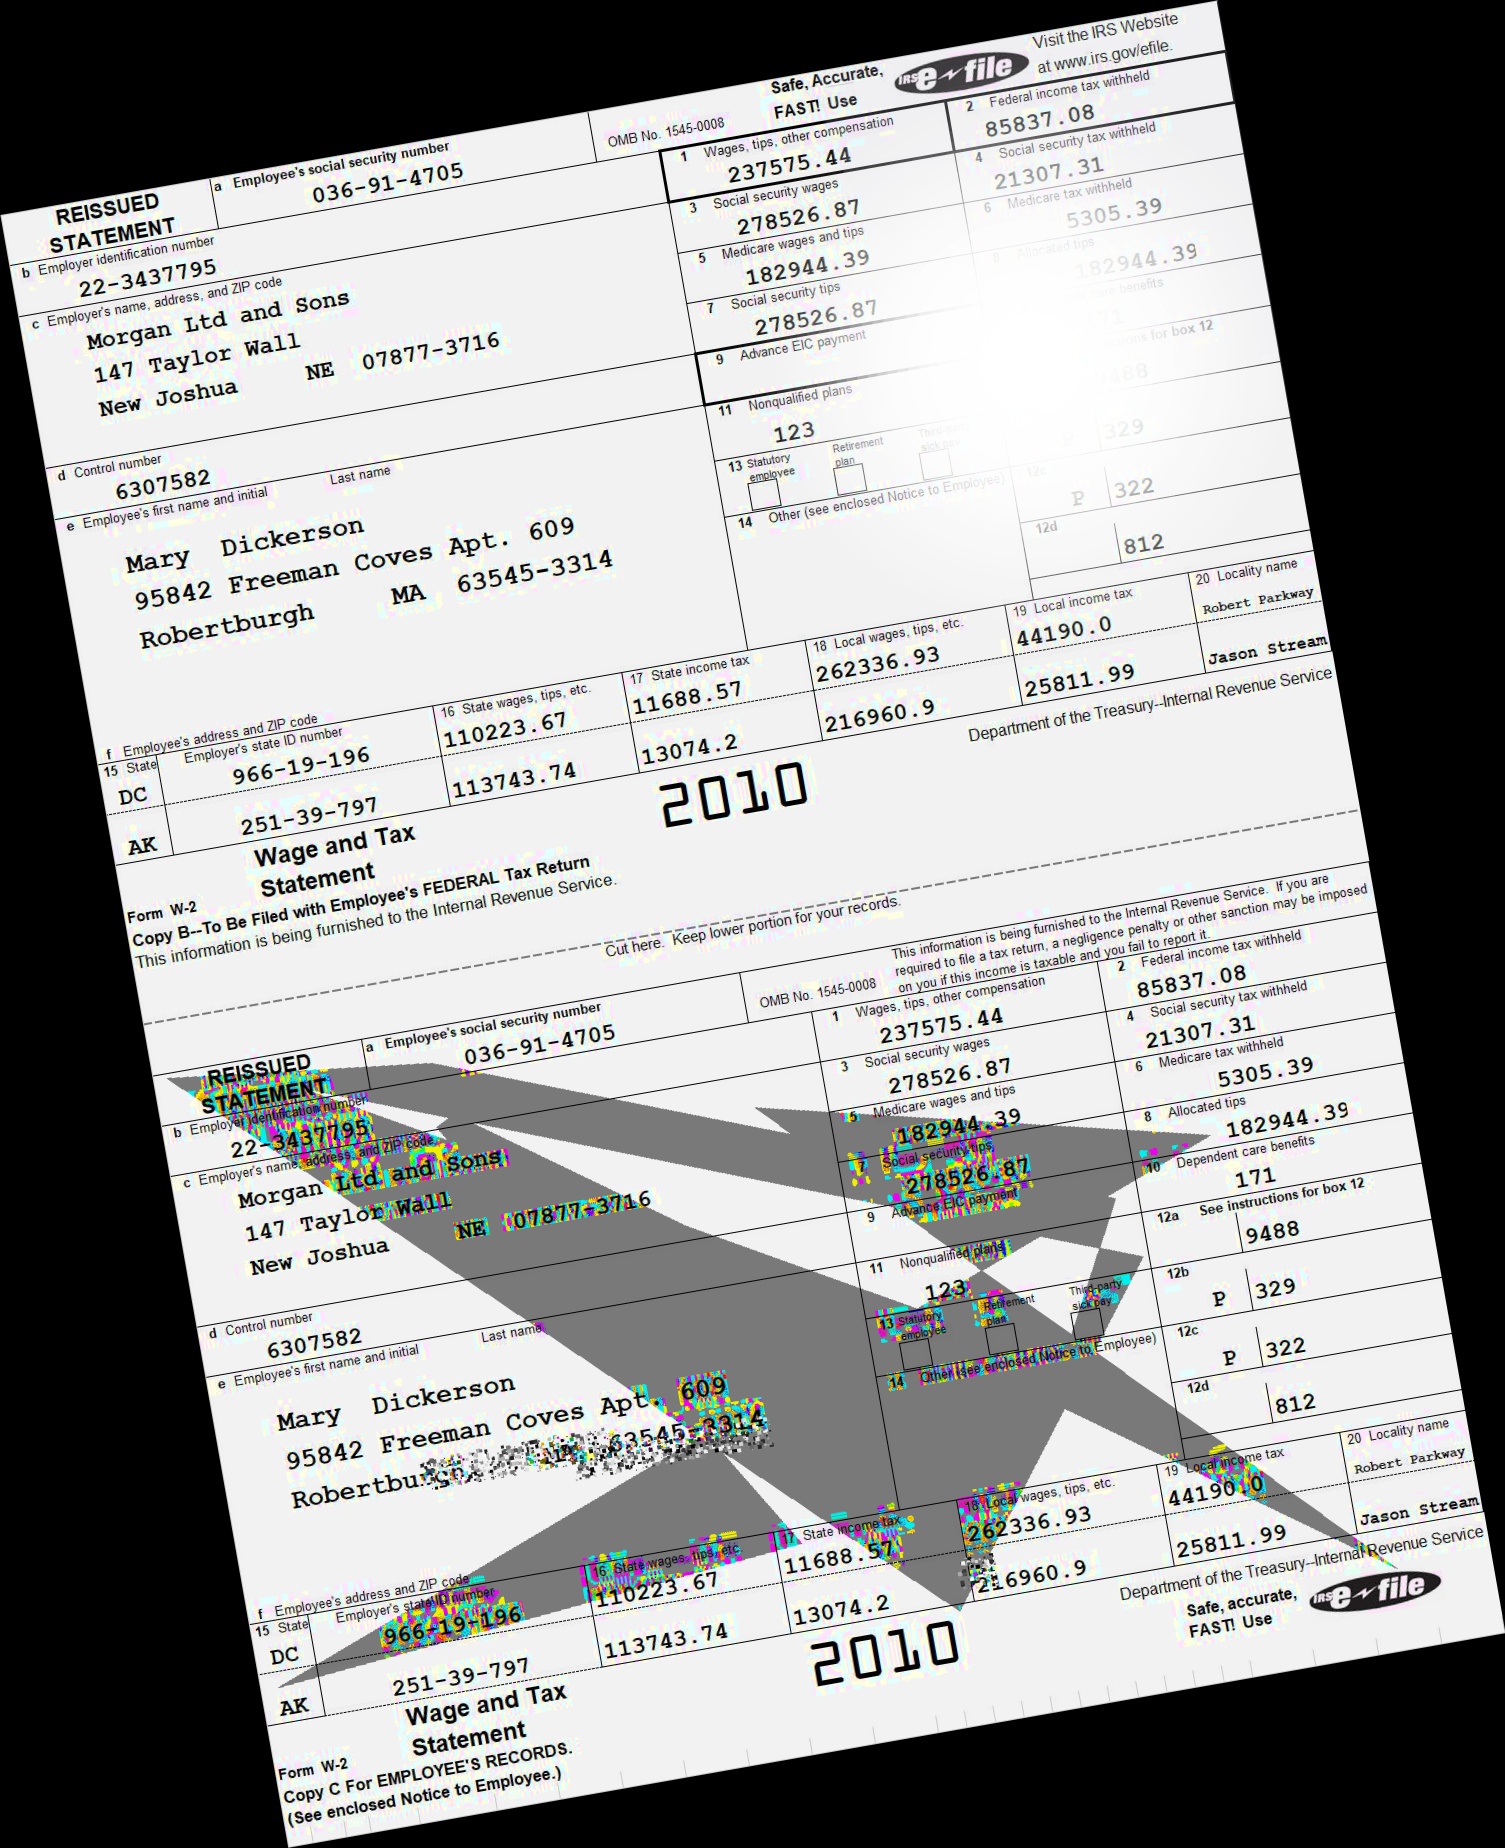 Safe, Accurate, FAST! Use IRS e-file Visit the IRS Website at www.irs.gov/efile.
REISSUED STATEMENT
a Employee's social security number
036-91-4705
OMB No. 1545-0008
1 Wages, tips, other compensation
237575.44
2 Federal income tax withheld
85837.08
b Employer identification number
22-3437795
3 Social security wages
278526.87
4 Social security tax withheld
21307.31
c Employer's name, address, and ZIP code
Morgan Ltd and Sons
147 Taylor Wall
New Joshua NE 07877-3716
5 Medicare wages and tips
182944.39
6 Medicare tax withheld
5305.39
7 Social security tips
278526.87
8 Allocated tips
182944.39
9 Advance EIC payment
benefits
d Control number
6307582
11 Nonqualified plans
123
for box 12
e Employee's first name and initial Last name
Mary Dickerson
95842 Freeman Coves Apt. 609
Robertburgh MA 63545-3314
13 Statutory employee
Retirement plan
Third-party sick pay
P 329
12c
P 322
14 Other (see enclosed Notice to Employee)
12d
812
f Employee's address and ZIP code
15 State Employer's state ID number
16 State wages, tips, etc.
17 State income tax
18 Local wages, tips, etc.
19 Local income tax
20 Locality name
DC 966-19-196 110223.67 11688.57 262336.93 44190.0 Robert Parkway
AK 251-39-797 113743.74 13074.2 216960.9 25811.99 Jason Stream
Form W-2 Wage and Tax Statement
2010
Department of the Treasury--Internal Revenue Service
Copy B--To Be Filed with Employee's FEDERAL Tax Return
This information is being furnished to the Internal Revenue Service.
Cut here. Keep lower portion for your records.
This information is being furnished to the Internal Revenue Service. If you are
required to file a tax return, a negligence penalty or other sanction may be imposed
on you if this income is taxable and you fail to report it.
REISSUED STATEMENT
a Employee's social security number
036-91-4705
OMB No. 1545-0008
1 Wages, tips, other compensation
237575.44
2 Federal income tax withheld
85837.08
b Employer identification number
22-3437795
3 Social security wages
278526.87
4 Social security tax withheld
21307.31
c Employer's name, address, and ZIP code
Morgan Ltd and Sons
147 Taylor Wall
New Joshua NE 07877-3716
5 Medicare wages and tips
182944.39
6 Medicare tax withheld
5305.39
7 Social security tips
278526.87
8 Allocated tips
182944.39
9 Advance EIC payment
10 Dependent care benefits
171
d Control number
6307582
11 Nonqualified plans
123
12a See instructions for box 12
9488
e Employee's first name and initial Last name
Mary Dickerson
95842 Freeman Coves Apt. 609
63545-3314
13 Statutory employee
Retirement plan
Third-party sick pay
12b
P 329
12c
P 322
14 Other (see enclosed Notice to Employee)
12d
812
f Employee's address and ZIP code
15 State Employer's state ID number
16 State wages, tips, etc.
17 State income tax
18 Local wages, tips, etc.
19 Local income tax
20 Locality name
DC 966-19-196 110223.67 11688.57 262336.93 44190.0 Robert Parkway
AK 251-39-797 113743.74 13074.2 216960.9 25811.99 Jason Stream
Form W-2 Wage and Tax Statement
2010
Department of the Treasury--Internal Revenue Service
Safe, accurate, FAST! Use IRS e-file
Copy C For EMPLOYEE'S RECORDS.
(See enclosed Notice to Employee.)